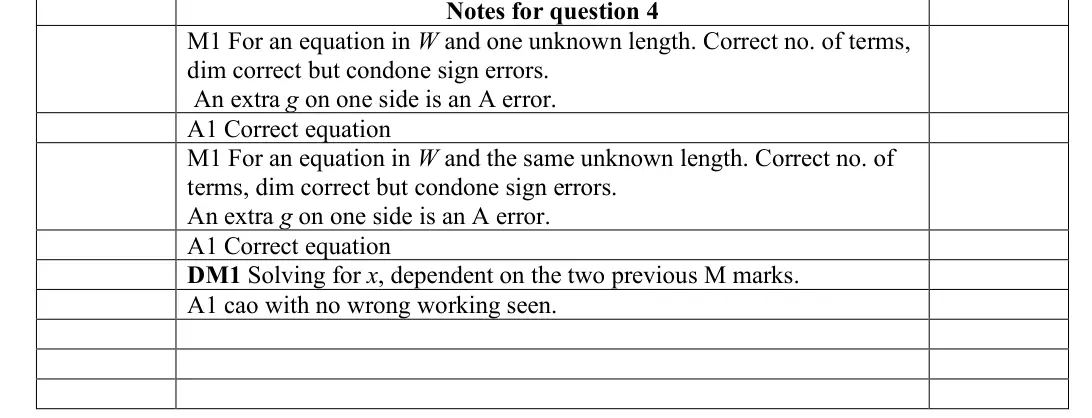 Notes for question 4
M1 For an equation in W and one unknown length. Correct no. of terms,
dim correct but condone sign errors.
An extra g on one side is an A error.
A1 Correct equation
M1 For an equation in W and the same unknown length. Correct no. of
terms, dim correct but condone sign errors.
An extra g on one side is an A error.
A1 Correct equation
DM1 Solving for x, dependent on the two previous M marks.
A1 cao with no wrong working seen.